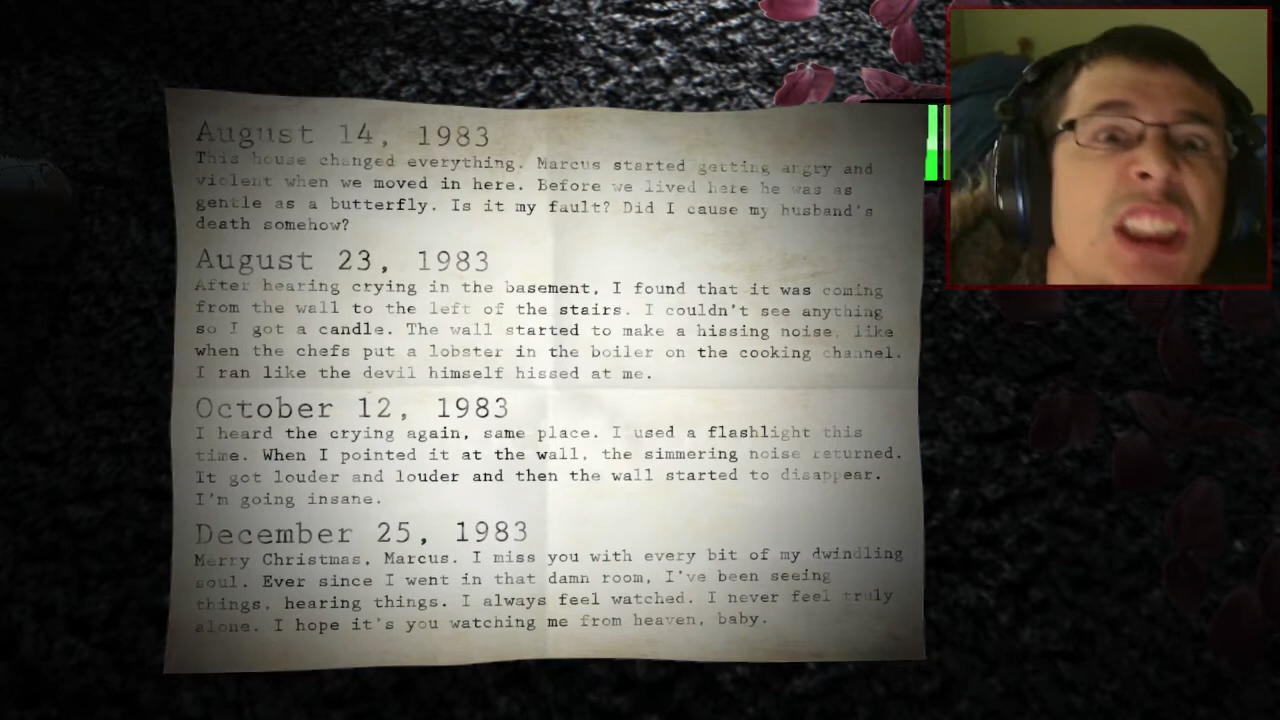 August 14, 1983
This house changed everything. Marcus started getting angry and
violent when we moved in here. Before we lived here he was as
gentle as a butterfly. Is it my fault? Did I cause my husband's
death somehow?
August 23, 1983
After hearing crying in the basement, I found that it was coming
from the wall to the left of the stairs. I couldn't see anything
so I got a candle. The wall started to make a hissing noise, like
when the chefs put a lobster in the boiler on the cooking channel.
I ran like the devil himself hissed at me.
October 12, 1983
I heard the crying again, same place. I used a flashlight this
time. When I pointed it at the wall, the simmering noise returned.
It got louder and louder and then the wall started to disappear.
I'm going insane.
December 25, 1983
Merry Christmas, Marcus. I miss you with every bit of my dwindling
soul. Ever since I went in that damn room, I've been seeing
things, hearing things. I always feel watched. I never feel truly
alone. I hope it's you watching me from heaven, baby.